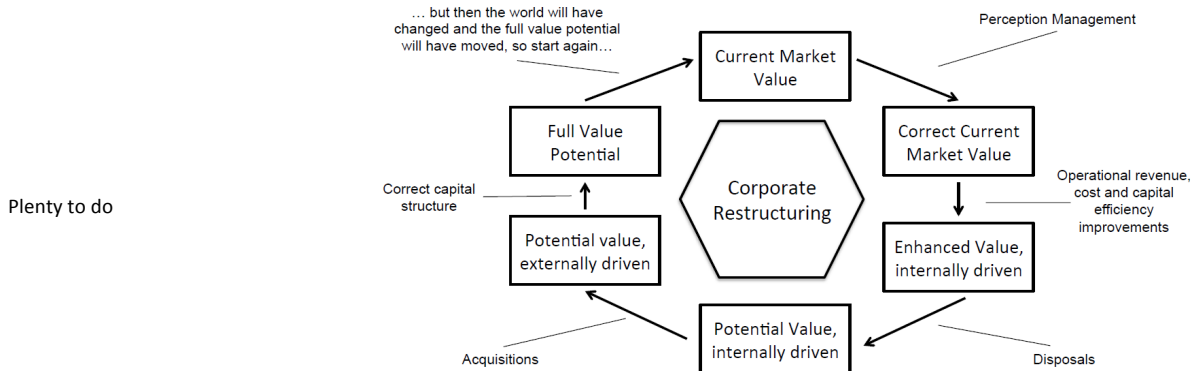 … but then the world will have
changed and the full value potential
will have moved, so start again…
Perception Management
Current Market
Value
Full Value
Potential
Correct Current
Market Value
Correct capital
structure
Corporate
Restructuring
Operational revenue,
cost and capital
efficiency
improvements
Plenty to do
Potential value,
externally driven
Enhanced Value,
internally driven
Potential Value,
internally driven
Acquisitions
Disposals